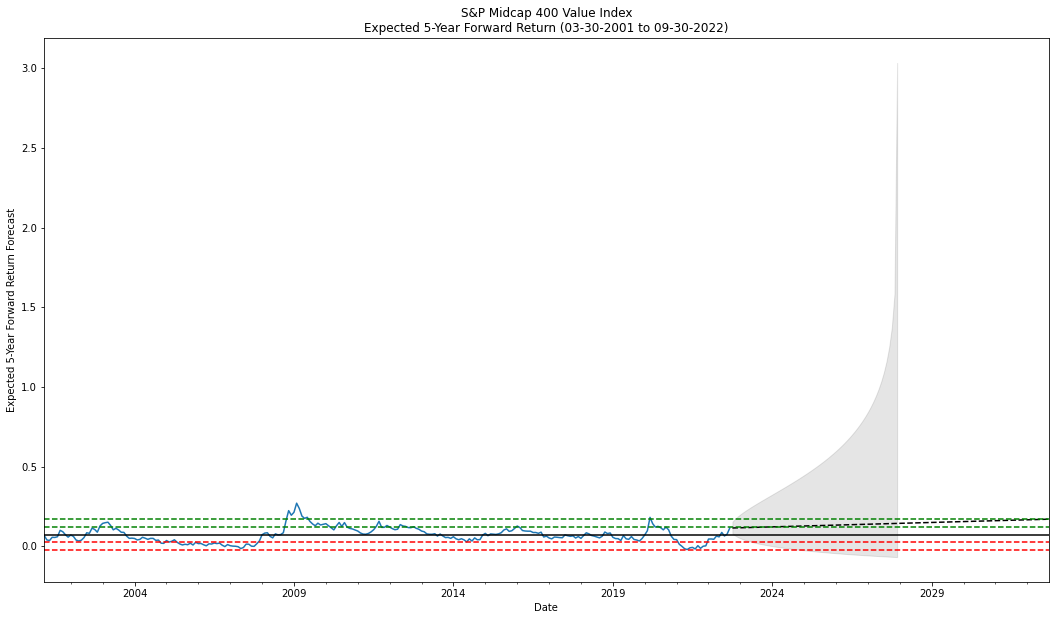 S&P Midcap 400 Value Index
Expected 5-Year Forward Return (03-30-2001 to 09-30-2022)
Expected 5-Year Forward Return Forecast
3.0
2.5
2.0
1.5
1.0
0.5
0.0
2004 2009 2014 2019 2024 2029
Date